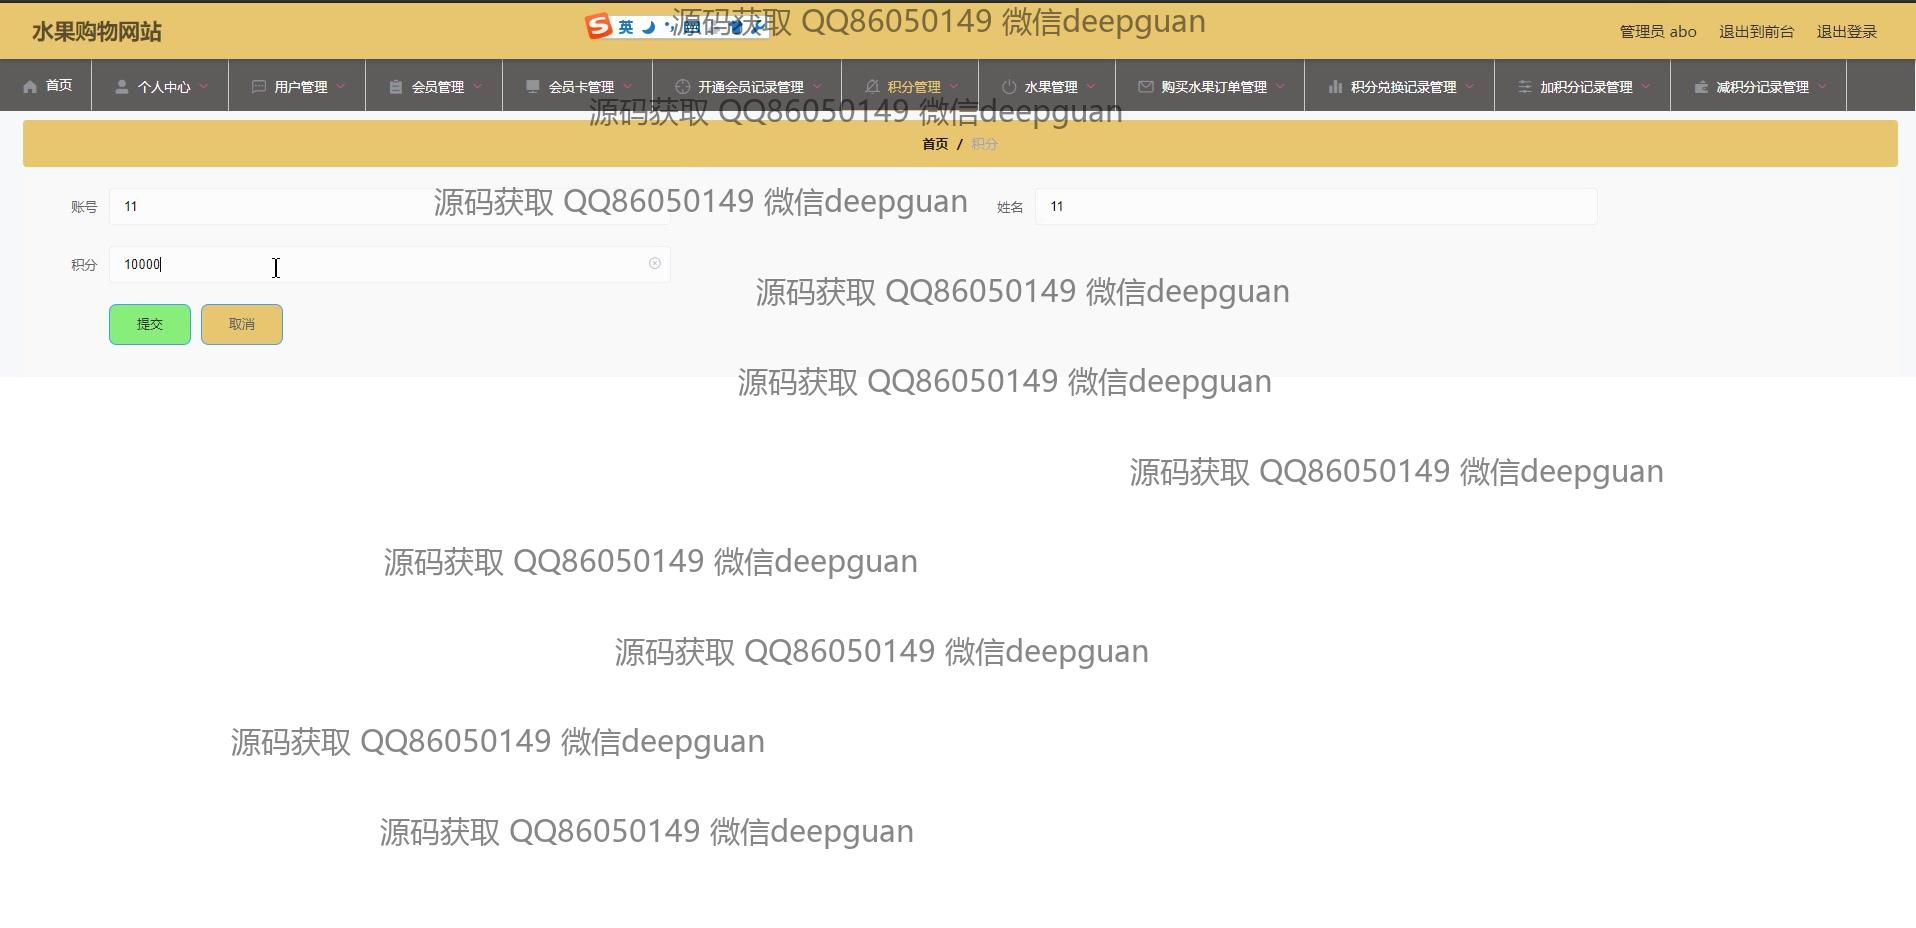 水果购物网站
英
源码获取 QQ86050149 微信deepguan
管理员 abo 退出到前台 退出登录
首页 个人中心 用户管理 会员管理 会员卡管理 开通会员记录管理 积分管理 水果管理 购买水果订单管理 积分兑换记录管理 加积分记录管理 减积分记录管理
源码获取 QQ86050149 微信deepguan
首页 / 积分
账号 11
源码获取 QQ86050149 微信deepguan
姓名 11
积分 10000
源码获取 QQ86050149 微信deepguan
提交 取消
源码获取 QQ86050149 微信deepguan
源码获取 QQ86050149 微信deepguan
源码获取 QQ86050149 微信deepguan
源码获取 QQ86050149 微信deepguan
源码获取 QQ86050149 微信deepguan
源码获取 QQ86050149 微信deepguan